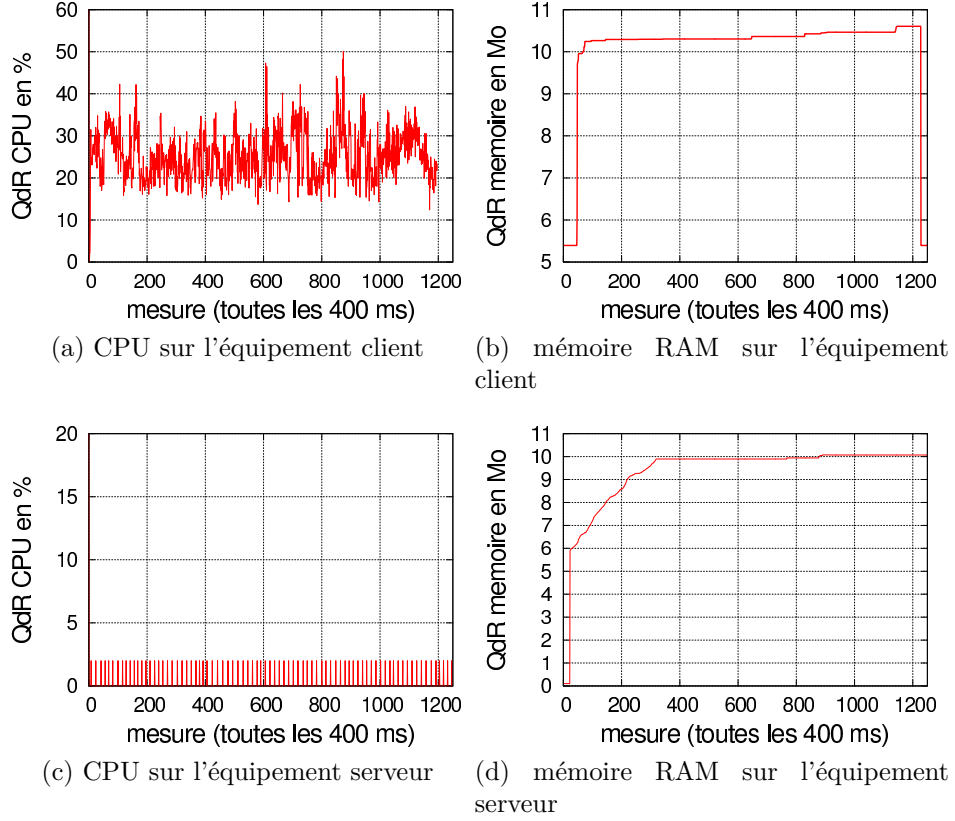 60
50
40
30
20
10
0
QdR CPU en %
0 200 400 600 800 1000 1200
mesure (toutes les 400 ms)
(a) CPU sur l'équipement client
11
10
9
8
7
6
5
QdR memoire en Mo
0 200 400 600 800 1000 1200
mesure (toutes les 400 ms)
(b) mémoire RAM sur l'équipement
client
20
15
10
5
0
QdR CPU en %
0 200 400 600 800 1000 1200
mesure (toutes les 400 ms)
(c) CPU sur l'équipement serveur
11
10
9
8
7
6
5
4
3
2
1
0
QdR memoire en Mo
0 200 400 600 800 1000 1200
mesure (toutes les 400 ms)
(d) mémoire RAM sur l'équipement
serveur